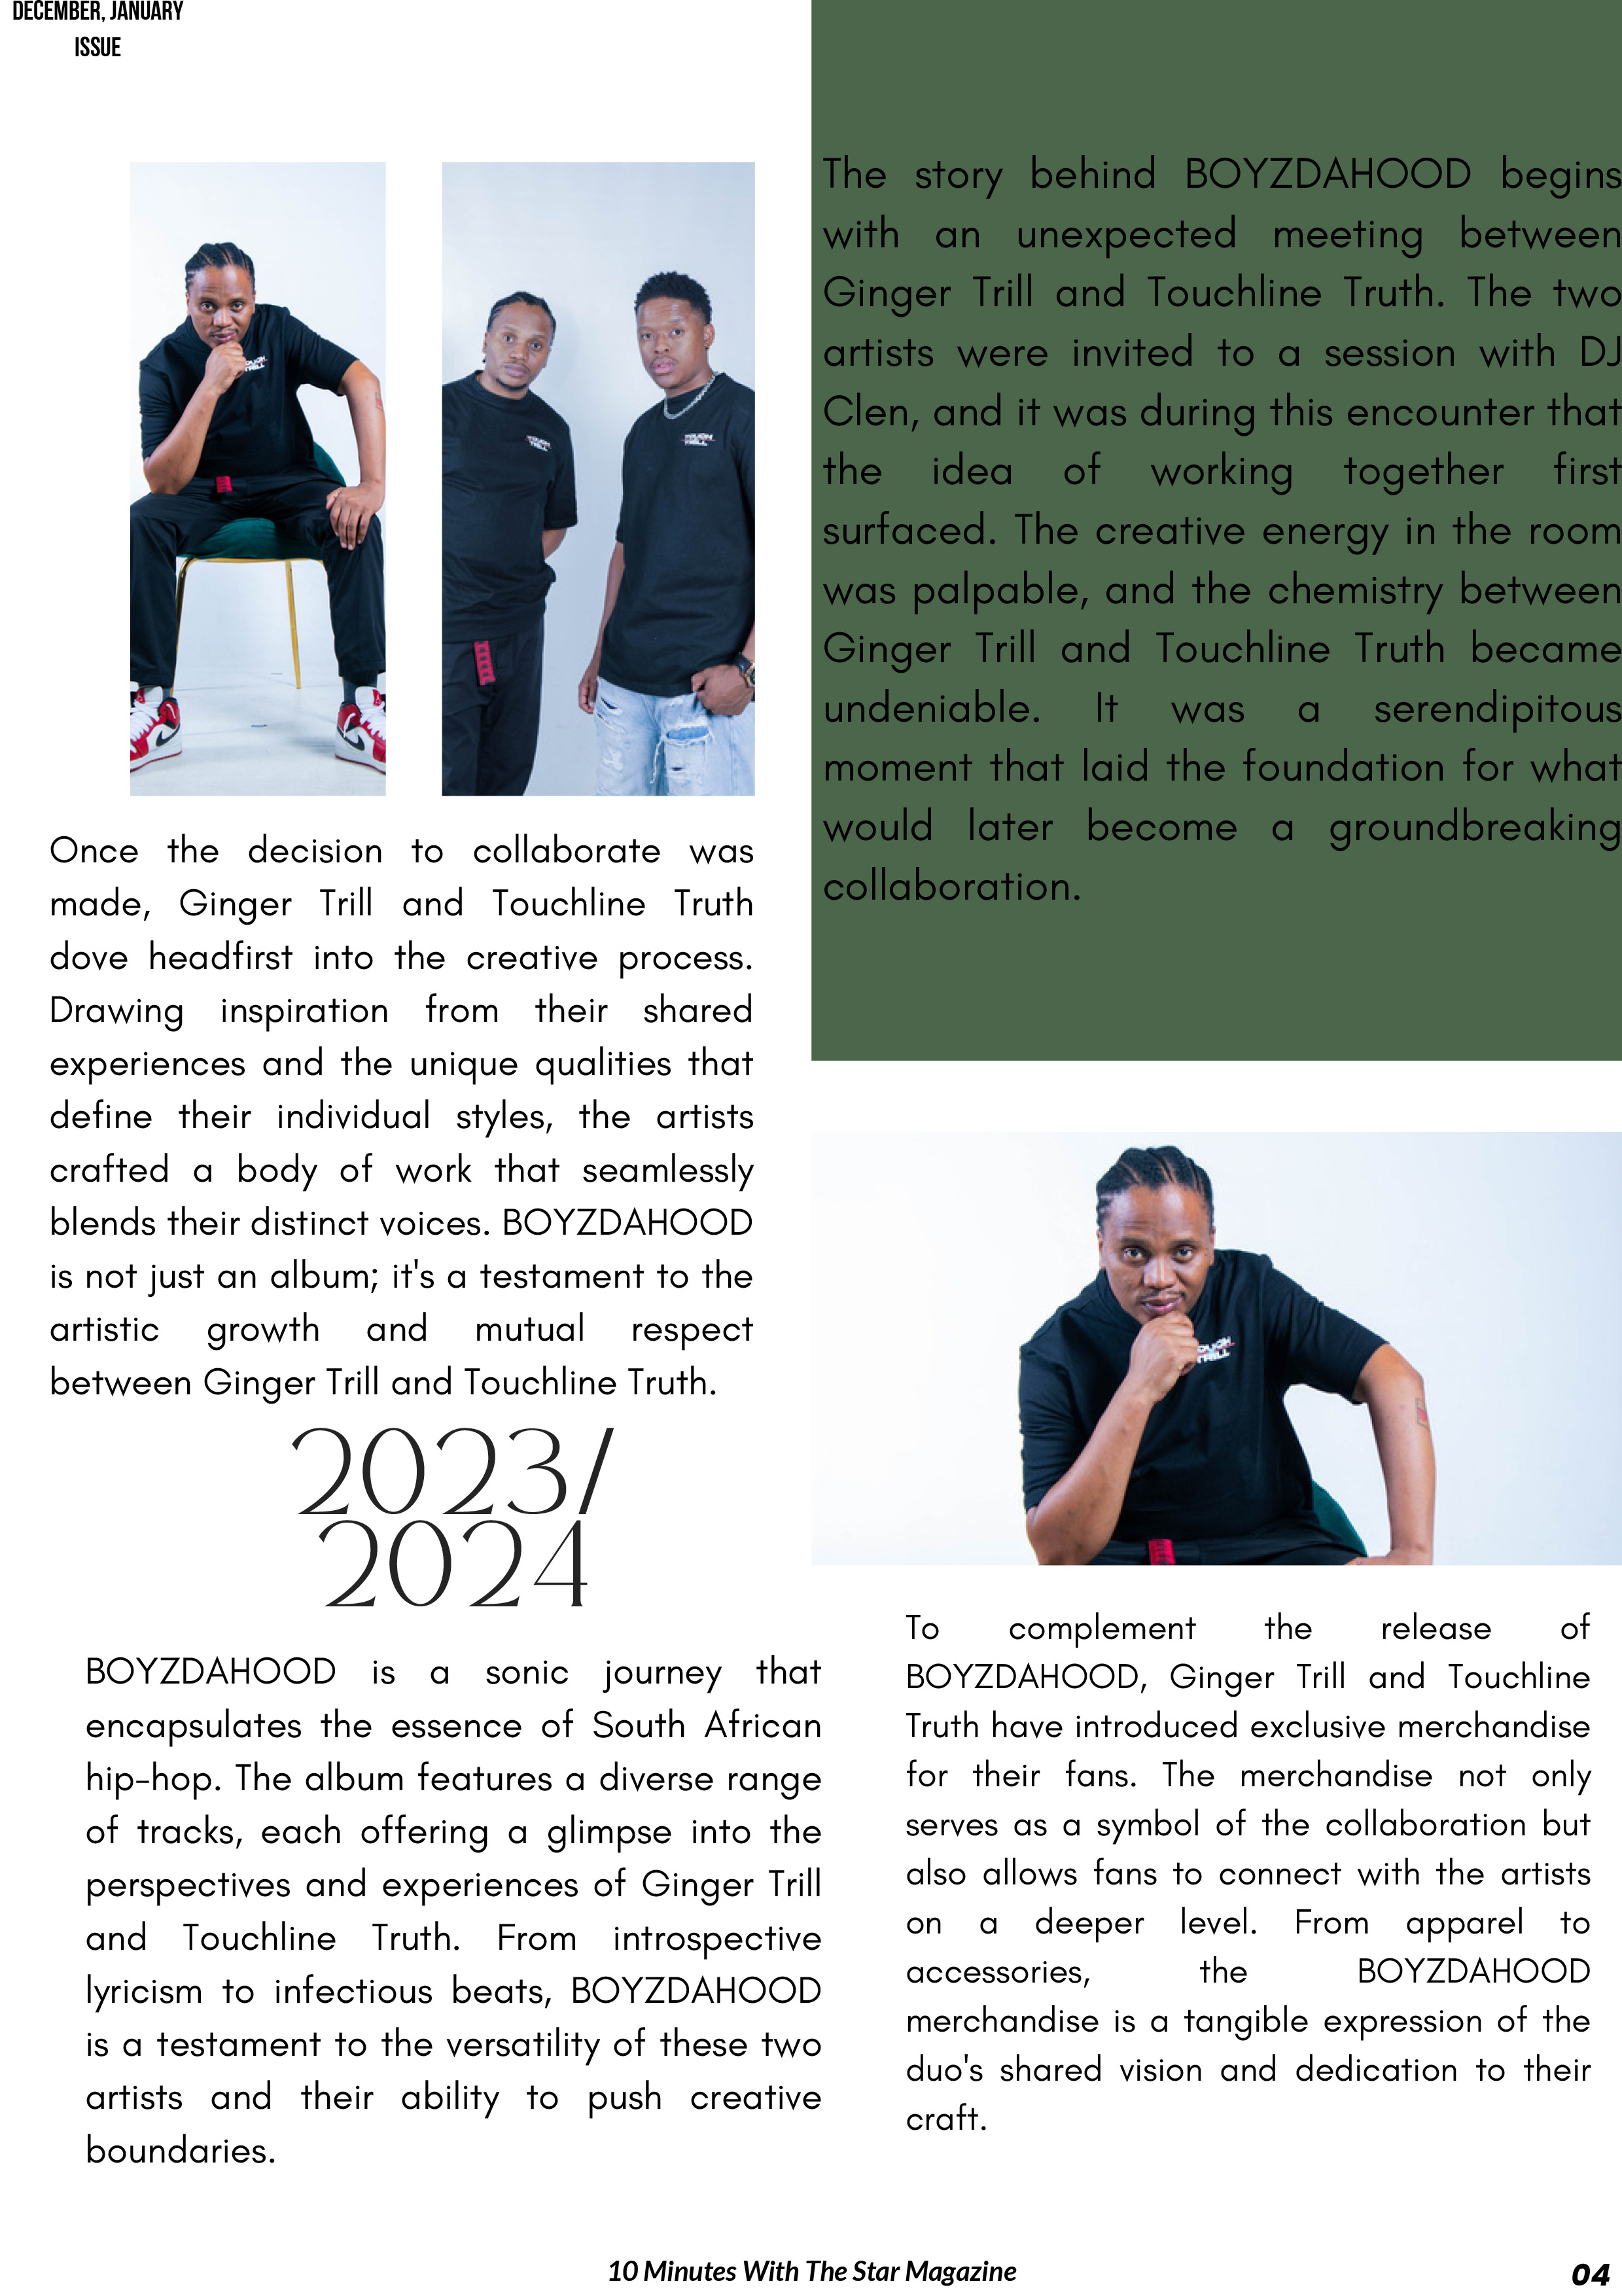 DECEMBER, JANUARY
ISSUE
The story behind BOYZDAHOOD begins
with an unexpected meeting between
Ginger Trill and Touchline Truth. The two
artists were invited to a session with DJ
Clen, and it was during this encounter that
the idea of working together first
surfaced. The creative energy in the room
was palpable, and the chemistry between
Ginger Trill and Touchline Truth became
undeniable. It was a serendipitous
moment that laid the foundation for what
would later become a groundbreaking
collaboration.
Once the decision to collaborate was
made, Ginger Trill and Touchline Truth
dove headfirst into the creative process.
Drawing inspiration from their shared
experiences and the unique qualities that
define their individual styles, the artists
crafted a body of work that seamlessly
blends their distinct voices. BOYZDAHOOD
is not just an album; it's a testament to the
artistic growth and mutual respect
between Ginger Trill and Touchline Truth.
2023/
2024
BOYZDAHOOD is a sonic journey that
encapsulates the essence of South African
hip-hop. The album features a diverse range
of tracks, each offering a glimpse into the
perspectives and experiences of Ginger Trill
and Touchline Truth. From introspective
lyricism to infectious beats, BOYZDAHOOD
is a testament to the versatility of these two
artists and their ability to push creative
boundaries.
To complement the release of
BOYZDAHOOD, Ginger Trill and Touchline
Truth have introduced exclusive merchandise
for their fans. The merchandise not only
serves as a symbol of the collaboration but
also allows fans to connect with the artists
on a deeper level. From apparel to
accessories, the BOYZDAHOOD
merchandise is a tangible expression of the
duo's shared vision and dedication to their
craft.
10 Minutes With The Star Magazine
04